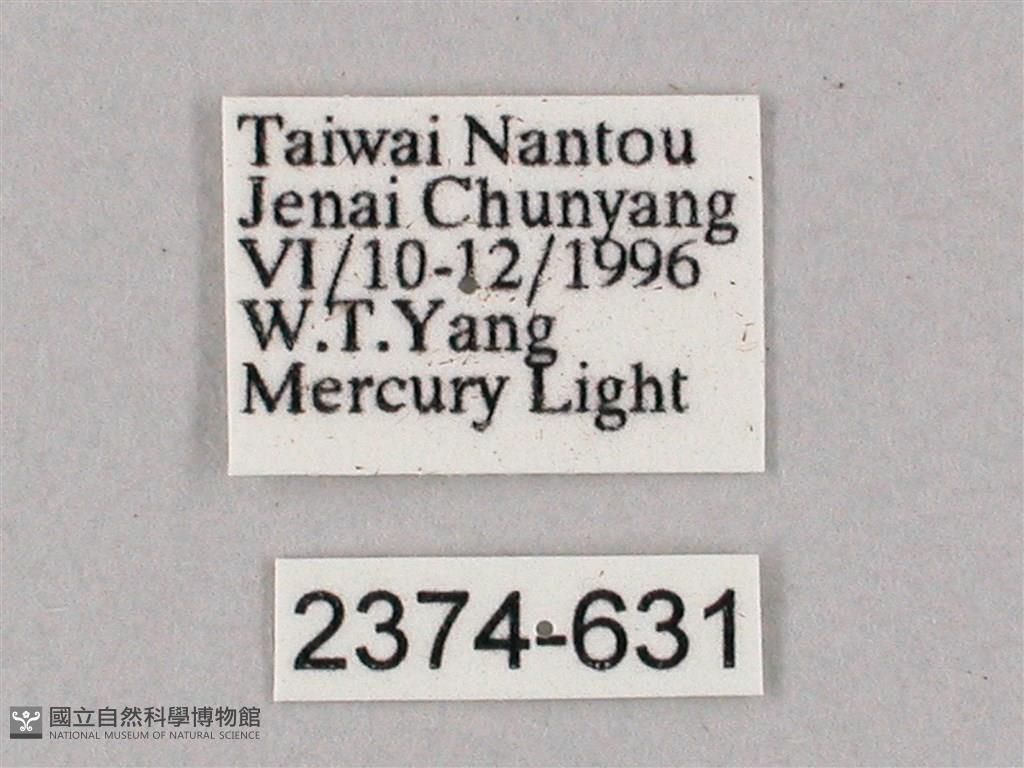 Taiwai Nantou
Jenai Chunyang
VI/10-12/1996
W.T.Yang
Mercury Light
2374-631
國立自然科學博物館
NATIONAL MUSEUM OF NATURAL SCIENCE